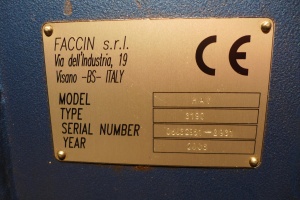 FACCIN s.r.l.
Via dell'Industria, 19
Visano -BS- ITALY
CE
MODEL
TYPE
SERIAL NUMBER
YEAR